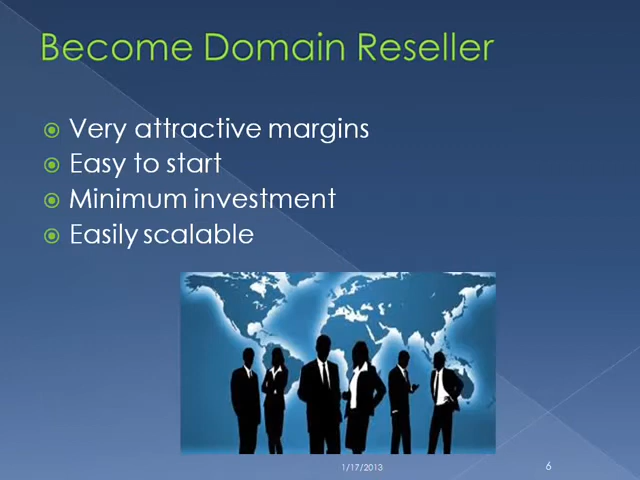 Become Domain Reseller
Very attractive margins
Easy to start
Minimum investment
Easily scalable
1/17/2013
6